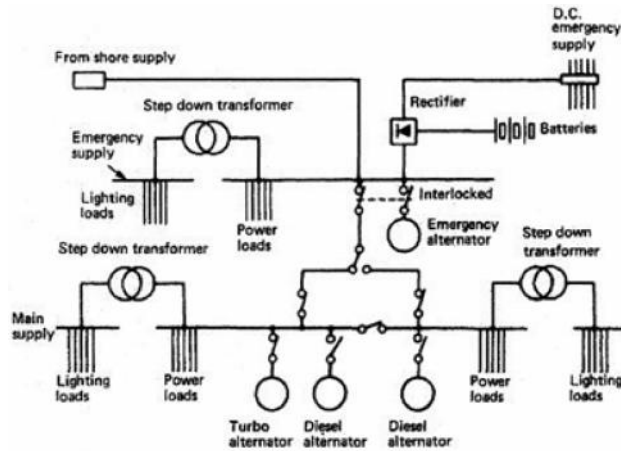 D.C.
emergency
supply
From shore supply
Step down transformer
Rectifier
Emergency
supply
Batteries
Lighting
loads
Power
loads
Interlocked
Emergency
alternator
Step down transformer
Step down
transformer
Main
supply
Lighting
loads
Power
loads
Power
loads
Lighting
loads
Turbo
alternator
Diesel
alternator
Diesel
alternator